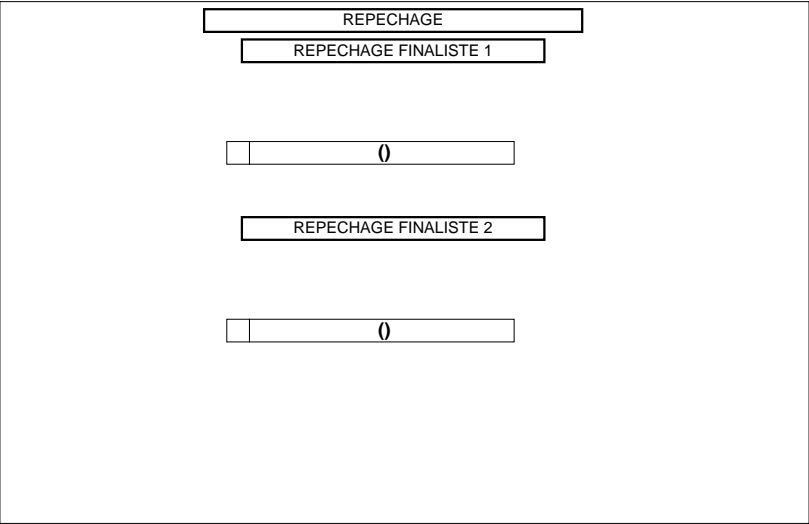 REPECHAGE
REPECHAGE FINALISTE 1
()
REPECHAGE FINALISTE 2
()